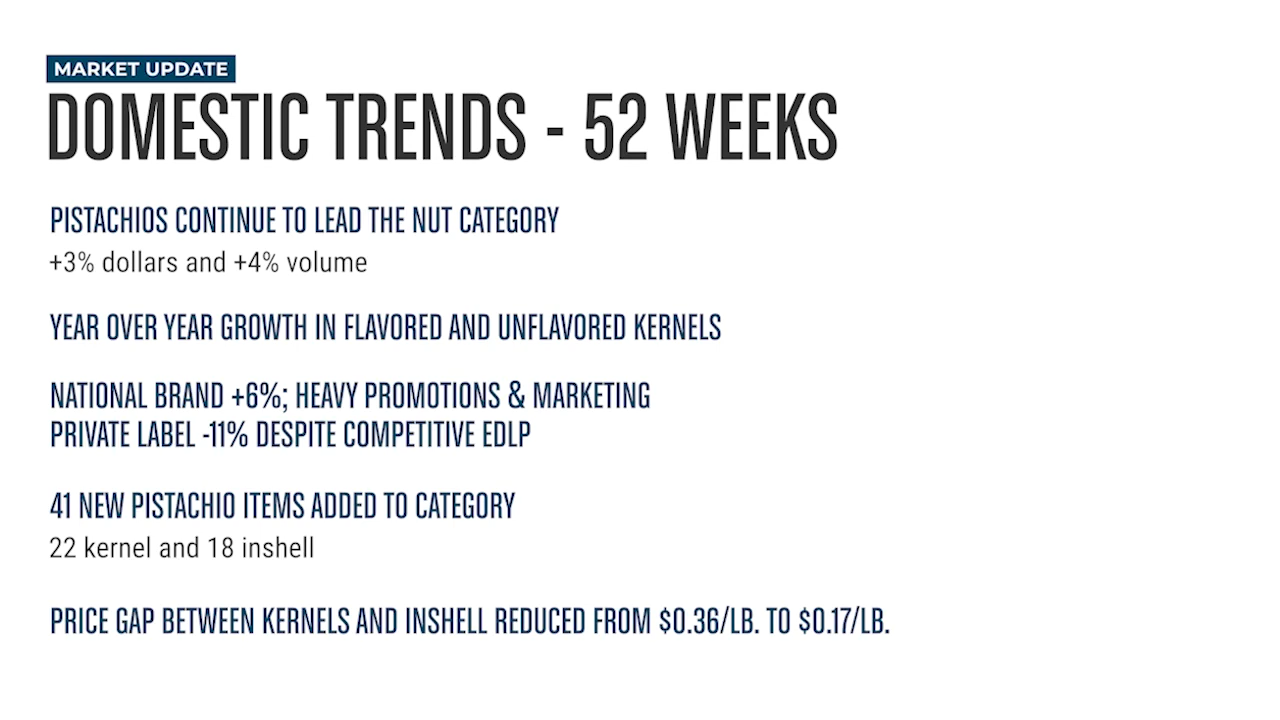 MARKET UPDATE
DOMESTIC TRENDS - 52 WEEKS
PISTACHIOS CONTINUE TO LEAD THE NUT CATEGORY
+3% dollars and +4% volume
YEAR OVER YEAR GROWTH IN FLAVORED AND UNFLAVORED KERNELS
NATIONAL BRAND +6%; HEAVY PROMOTIONS & MARKETING
PRIVATE LABEL -11% DESPITE COMPETITIVE EDLP
41 NEW PISTACHIO ITEMS ADDED TO CATEGORY
22 kernel and 18 inshell
PRICE GAP BETWEEN KERNELS AND INSHELL REDUCED FROM $0.36/LB. TO $0.17/LB.